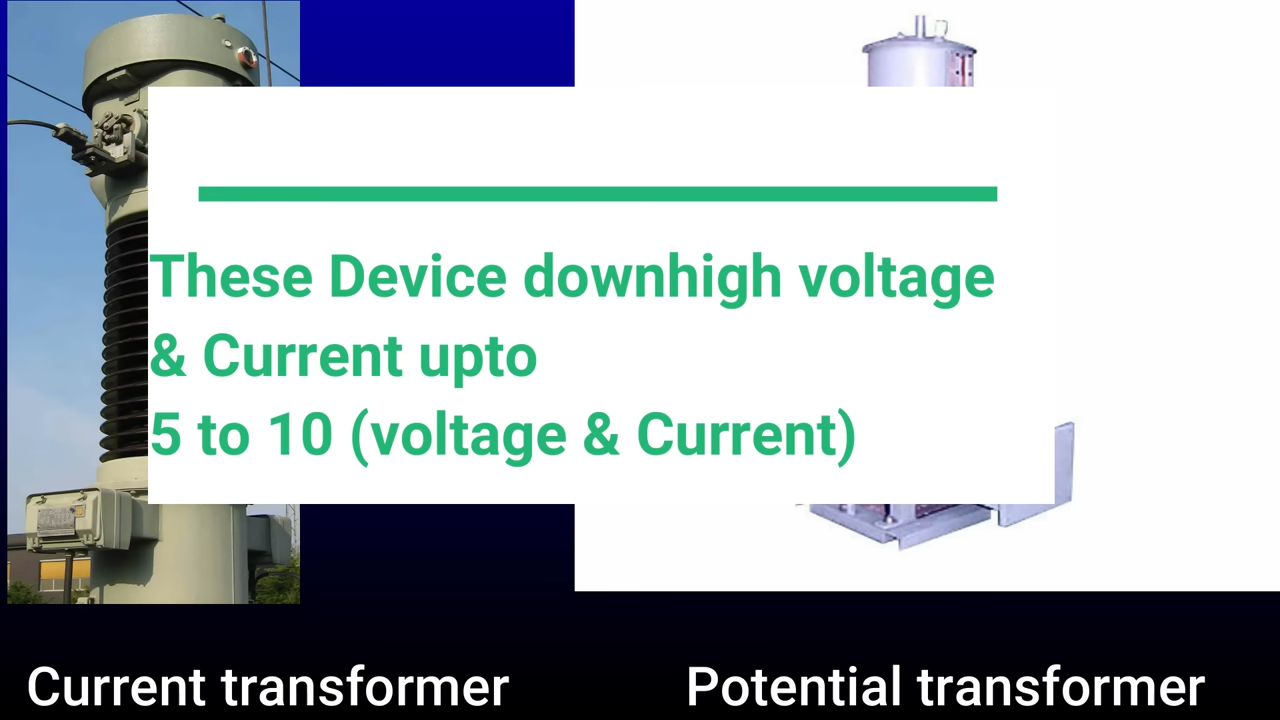 These Device downhigh voltage
& Current upto
5 to 10 (voltage & Current)
Current transformer
Potential transformer